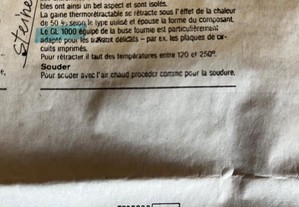 bles ont ainsi un bel aspect et sont isolés.
La gaine thermorétractable se rétracte sous l'effet de la chaleur
de 50 %, selon le type utilisé et épouse la forme du composant.
Le GL 1000 équipé de la buse fournie est particulièrement
adapté pour les travaux délicats – par ex. les plaques de cir-
cuits imprimés.
Pour rétracter il faut des températures entre 120 et 250°.
Souder
Pour souder avec l'air chaud procéder comme pour la soudure.